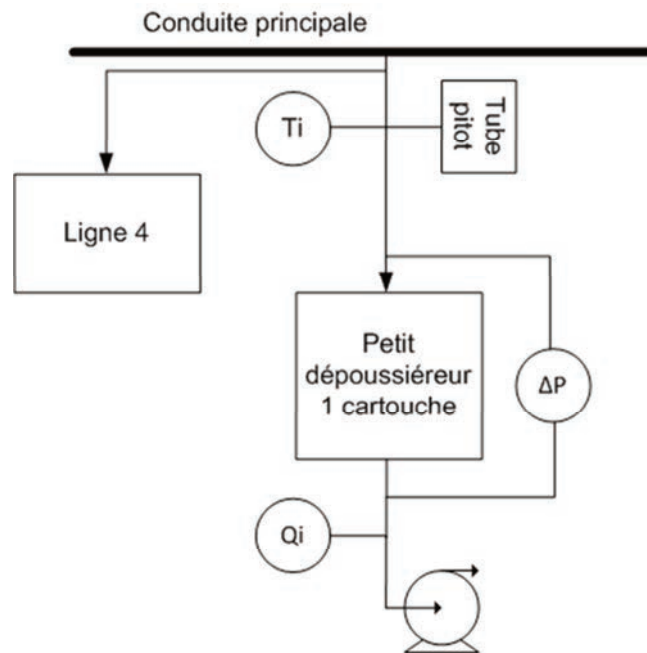 Conduite principale
Ti
Tube
pitot
Ligne 4
Petit
dépoussiéreur
1 cartouche
ΔP
Qi